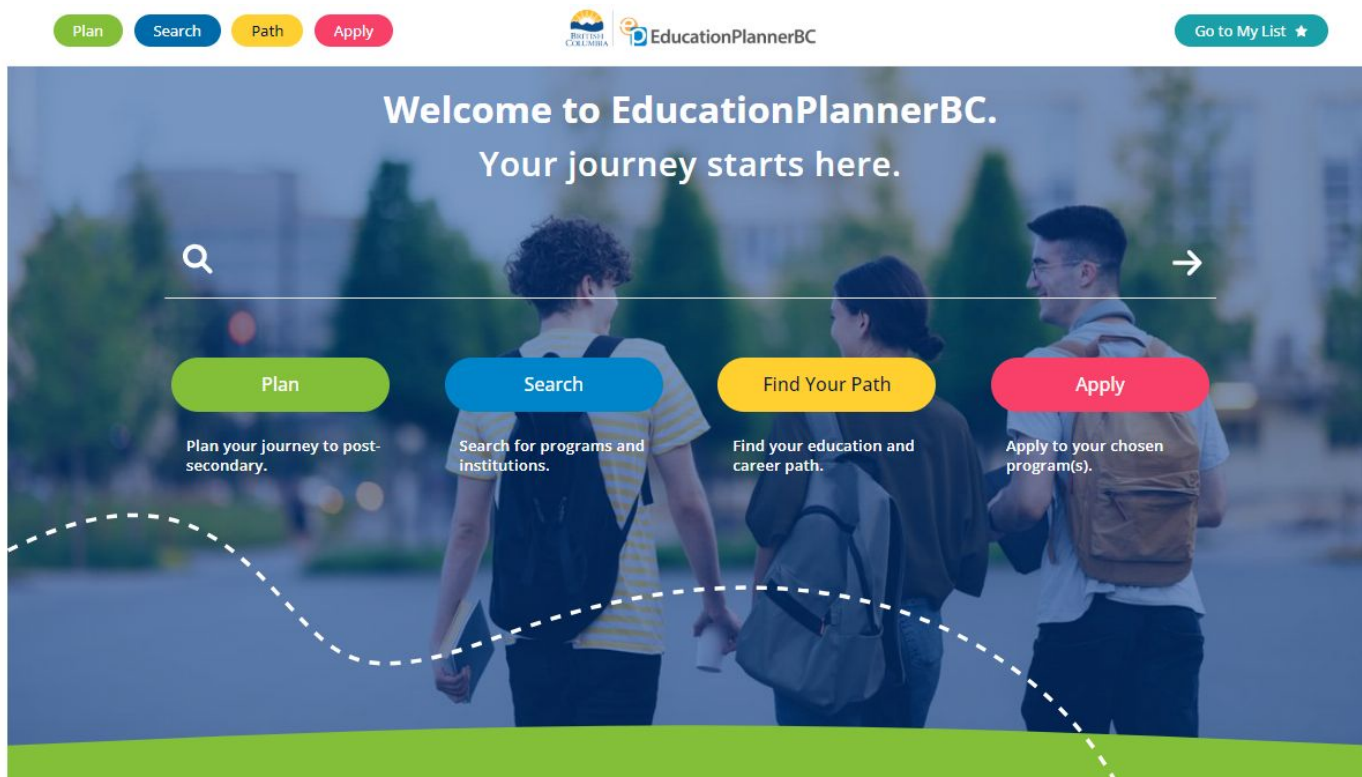 Plan
Search
Path
Apply
BRITISH
COLUMBIA
EducationPlannerBC
Go to My List
Welcome to EducationPlannerBC.
Your journey starts here.
Plan
Search
Find Your Path
Apply
Plan your journey to post-
secondary.
Search for programs and
institutions.
Find your education and
career path.
Apply to your chosen
program(s).